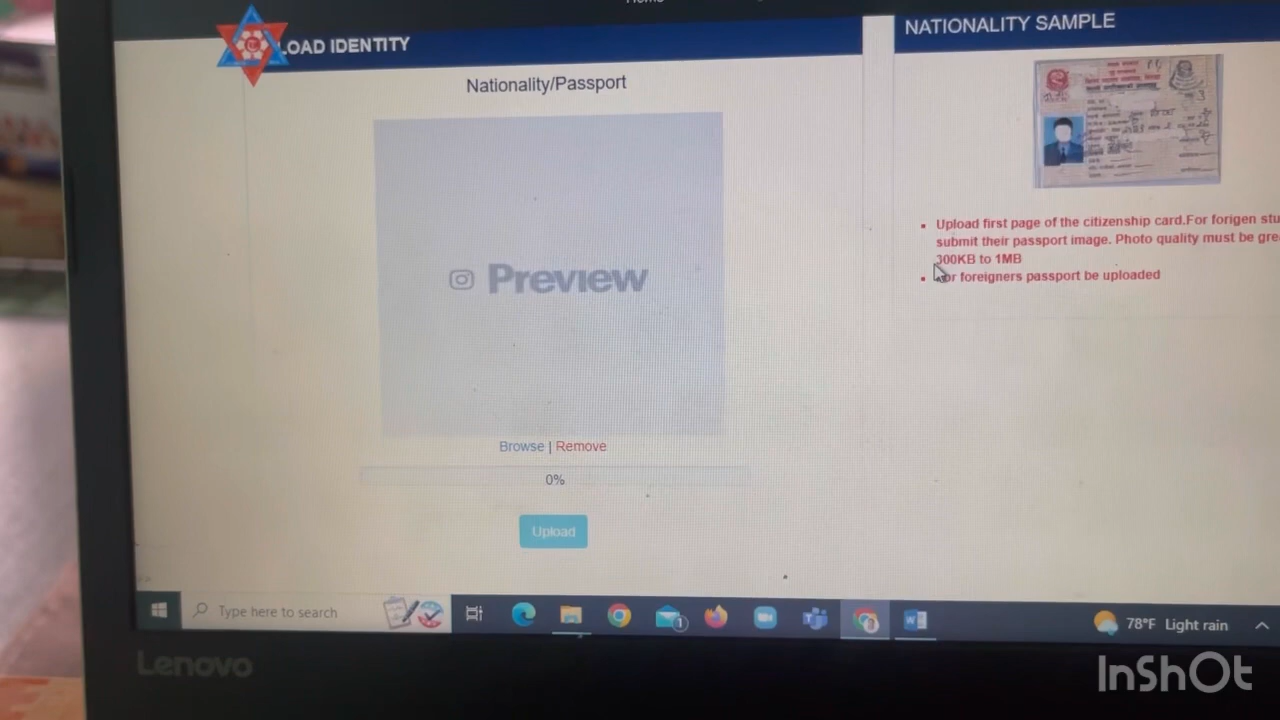 LOAD IDENTITY
Nationality/Passport
Preview
Browse | Remove
0%
Upload
NATIONALITY SAMPLE
Upload first page of the citizenship card.For forigen stu
submit their passport image. Photo quality must be gre
300KB to 1MB
or foreigners passport be uploaded
Type here to search
1
78°F Light rain
Lenovo
InShOt